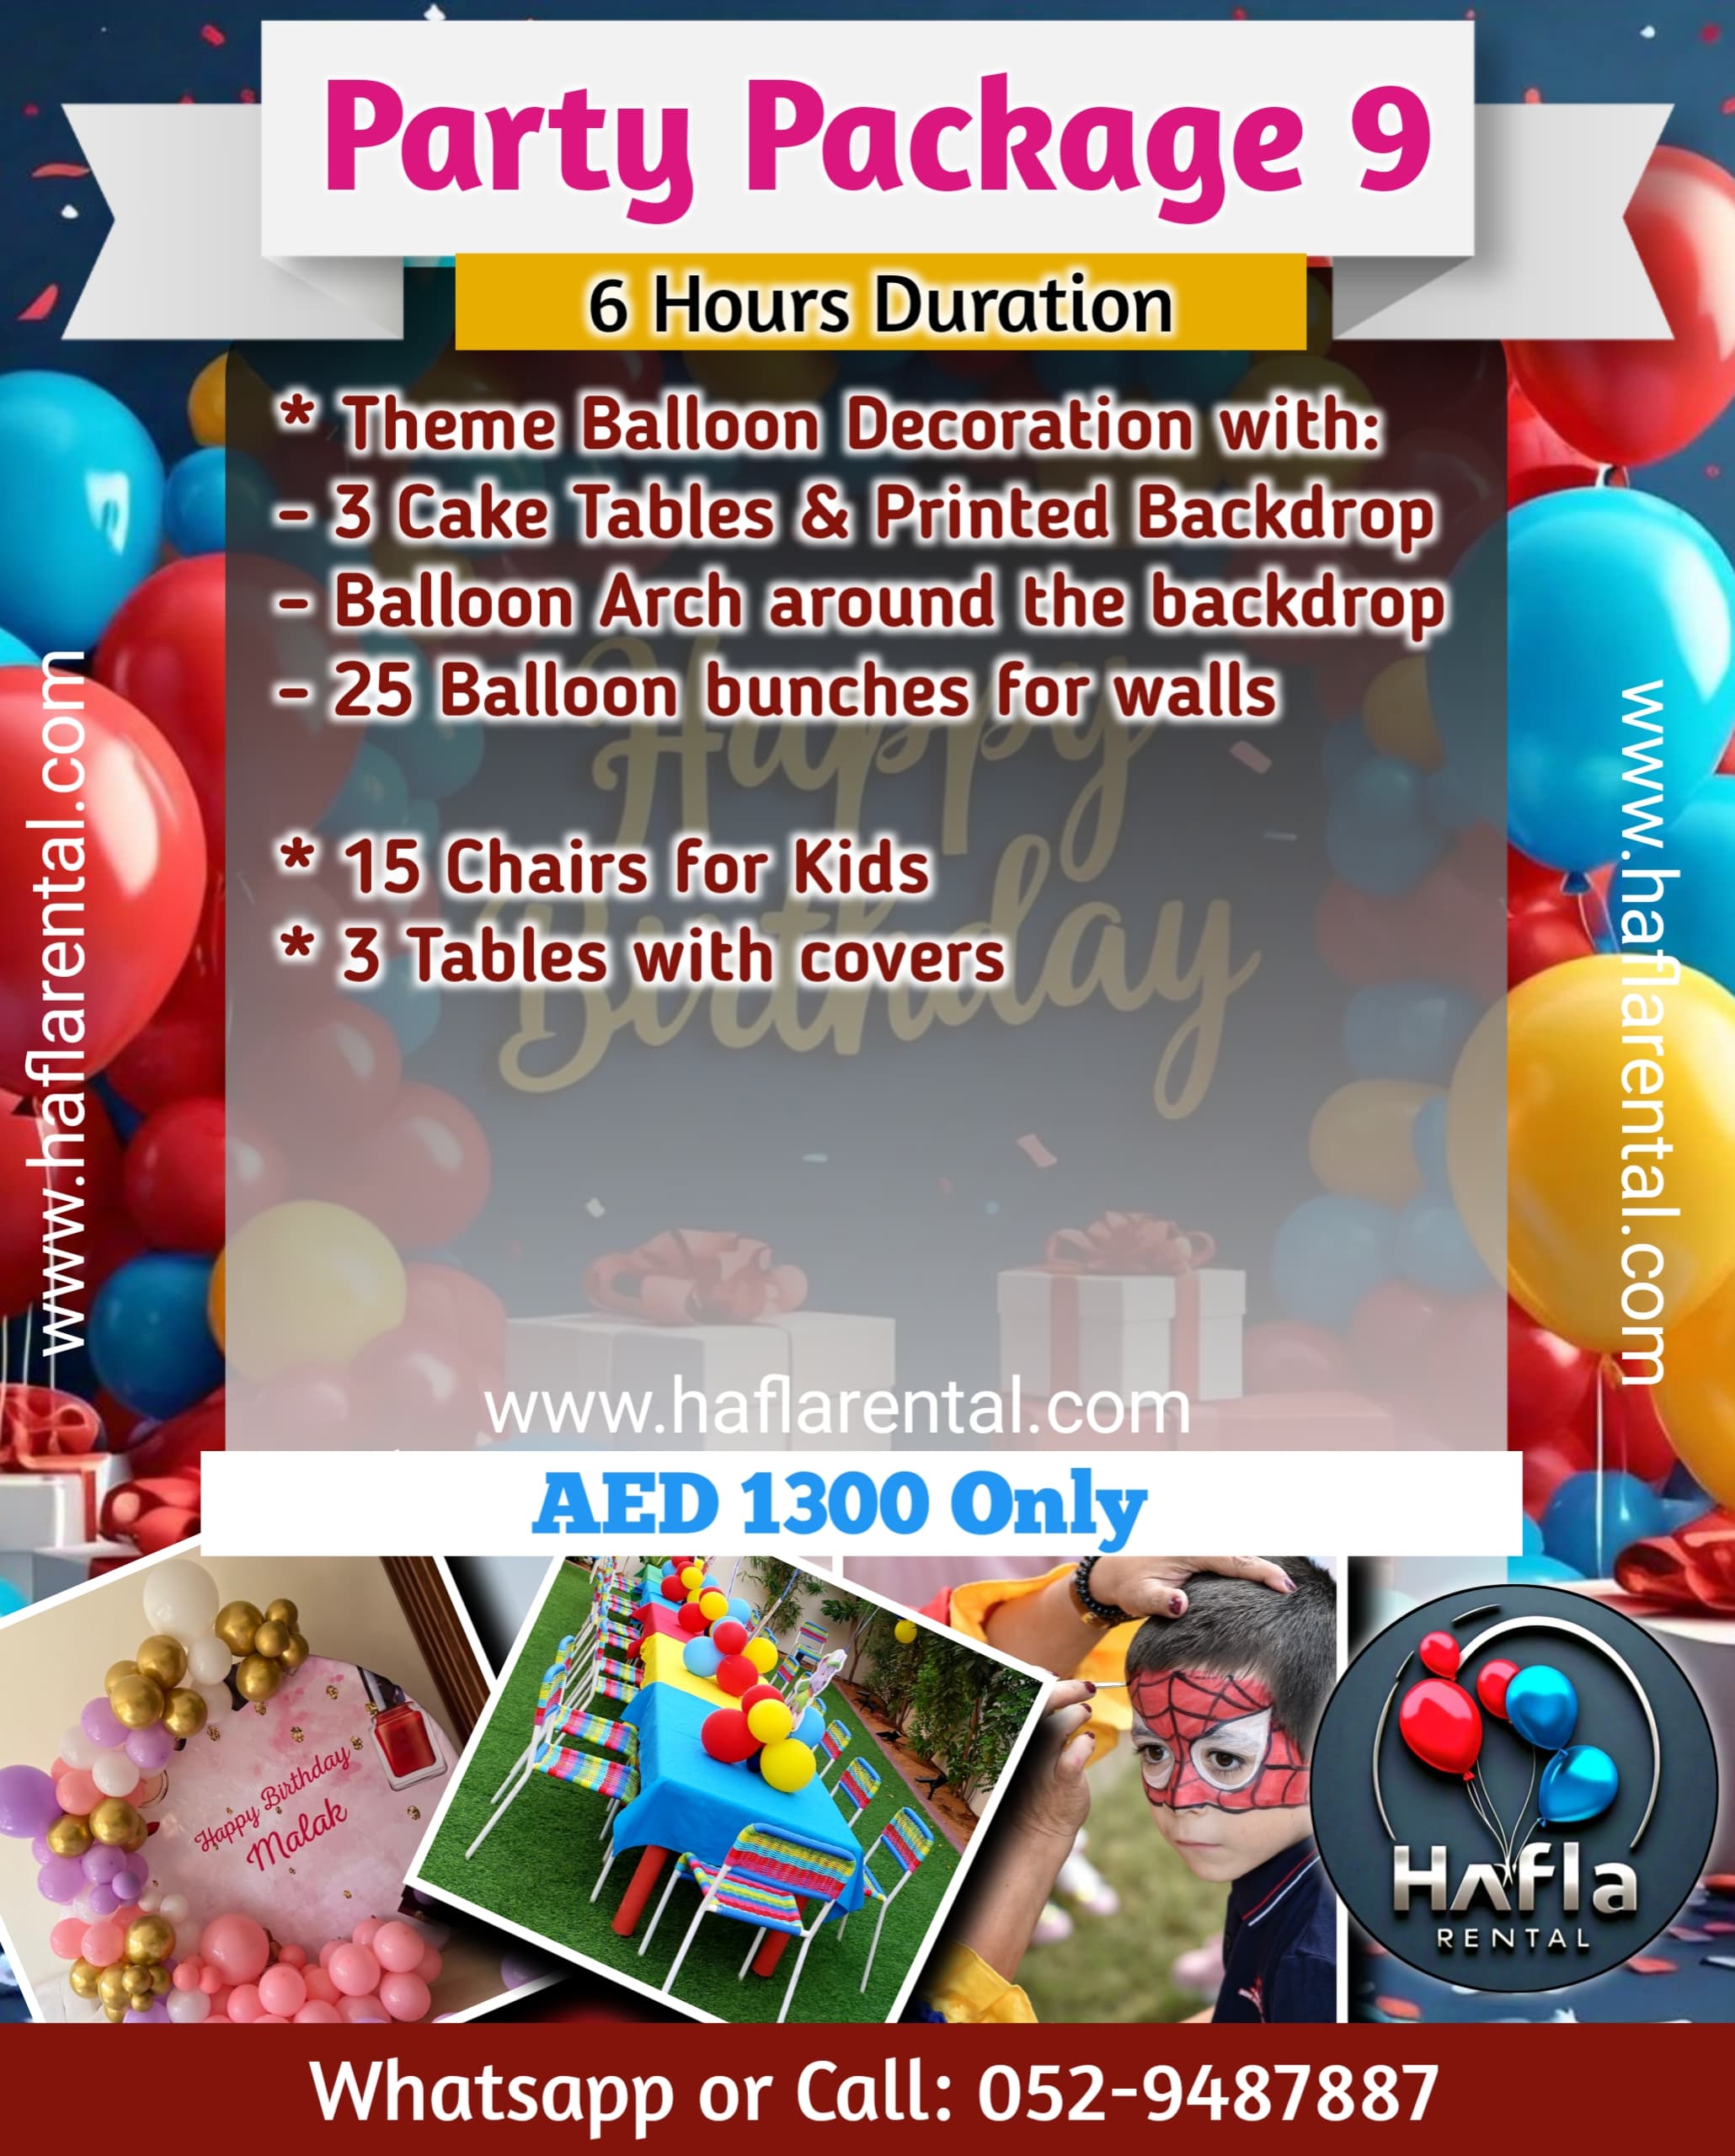 Party Package 9
6 Hours Duration
* Theme Balloon Decoration with:
- 3 Cake Tables & Printed Backdrop
- Balloon Arch around the backdrop
- 25 Balloon bunches for walls
Happy
* 15 Chairs for Kids
Birthday
* 3 Tables with covers
www.haflarental.com
www.haflarental.com
www.haflarental.com
AED 1300 Only
Happy Birthday
Malak
Hafla
RENTAL
Whatsapp or Call: 052-9487887